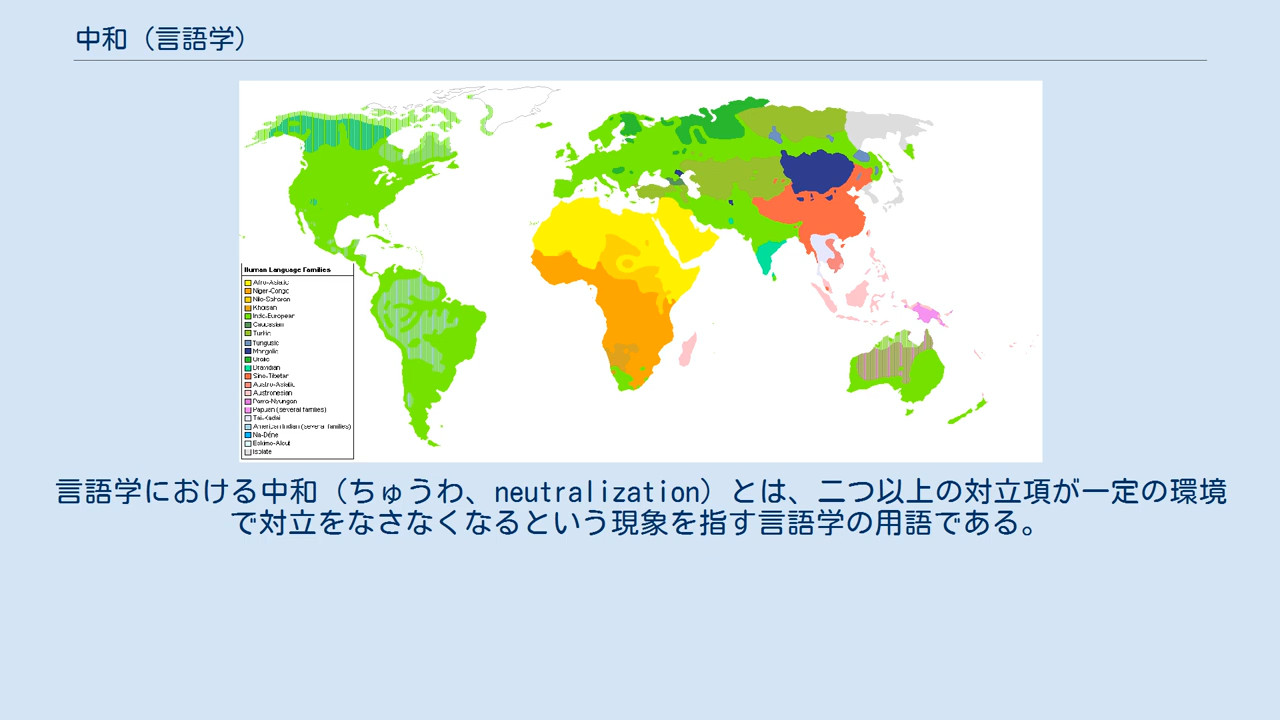 中和（言語学）
Human Language Families
Afro-Asiatic
Niger-Congo
Nilo-Saharan
Khoisan
Indo-European
Caucasian
Turkic
Tungusic
Mongolic
Uralic
Dravidian
Sino-Tibetan
Austro-Asiatic
Austronesian
Pama-Nyungan
Papuan (several families)
Tai-Kadai
American Indian (several families)
Na-Dene
Eskimo-Aleut
Isolate
言語学における中和（ちゅうわ、neutralization）とは、二つ以上の対立項が一定の環境
で対立をなさなくなるという現象を指す言語学の用語である。